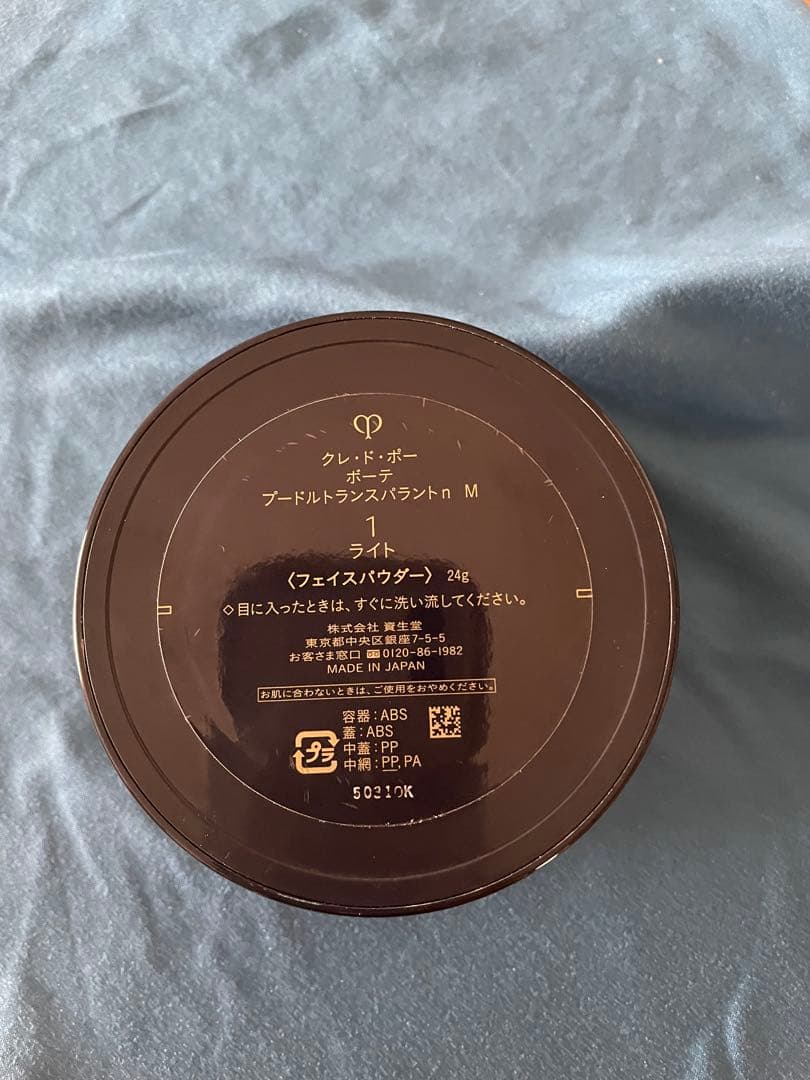 クレ・ド・ポー
ボーテ
プードルトランスパラントn M
1
ライト
〈フェイスパウダー〉 24g
◇目に入ったときは、すぐに洗い流してください。
株式会社 資生堂
東京都中央区銀座7-5-5
お客さま窓口 0120-86-1982
MADE IN JAPAN
お肌に合わないときは、ご使用をおやめください。
容器:ABS
蓋:ABS
プラ 中蓋:PP
中網:PP,PA
50310K